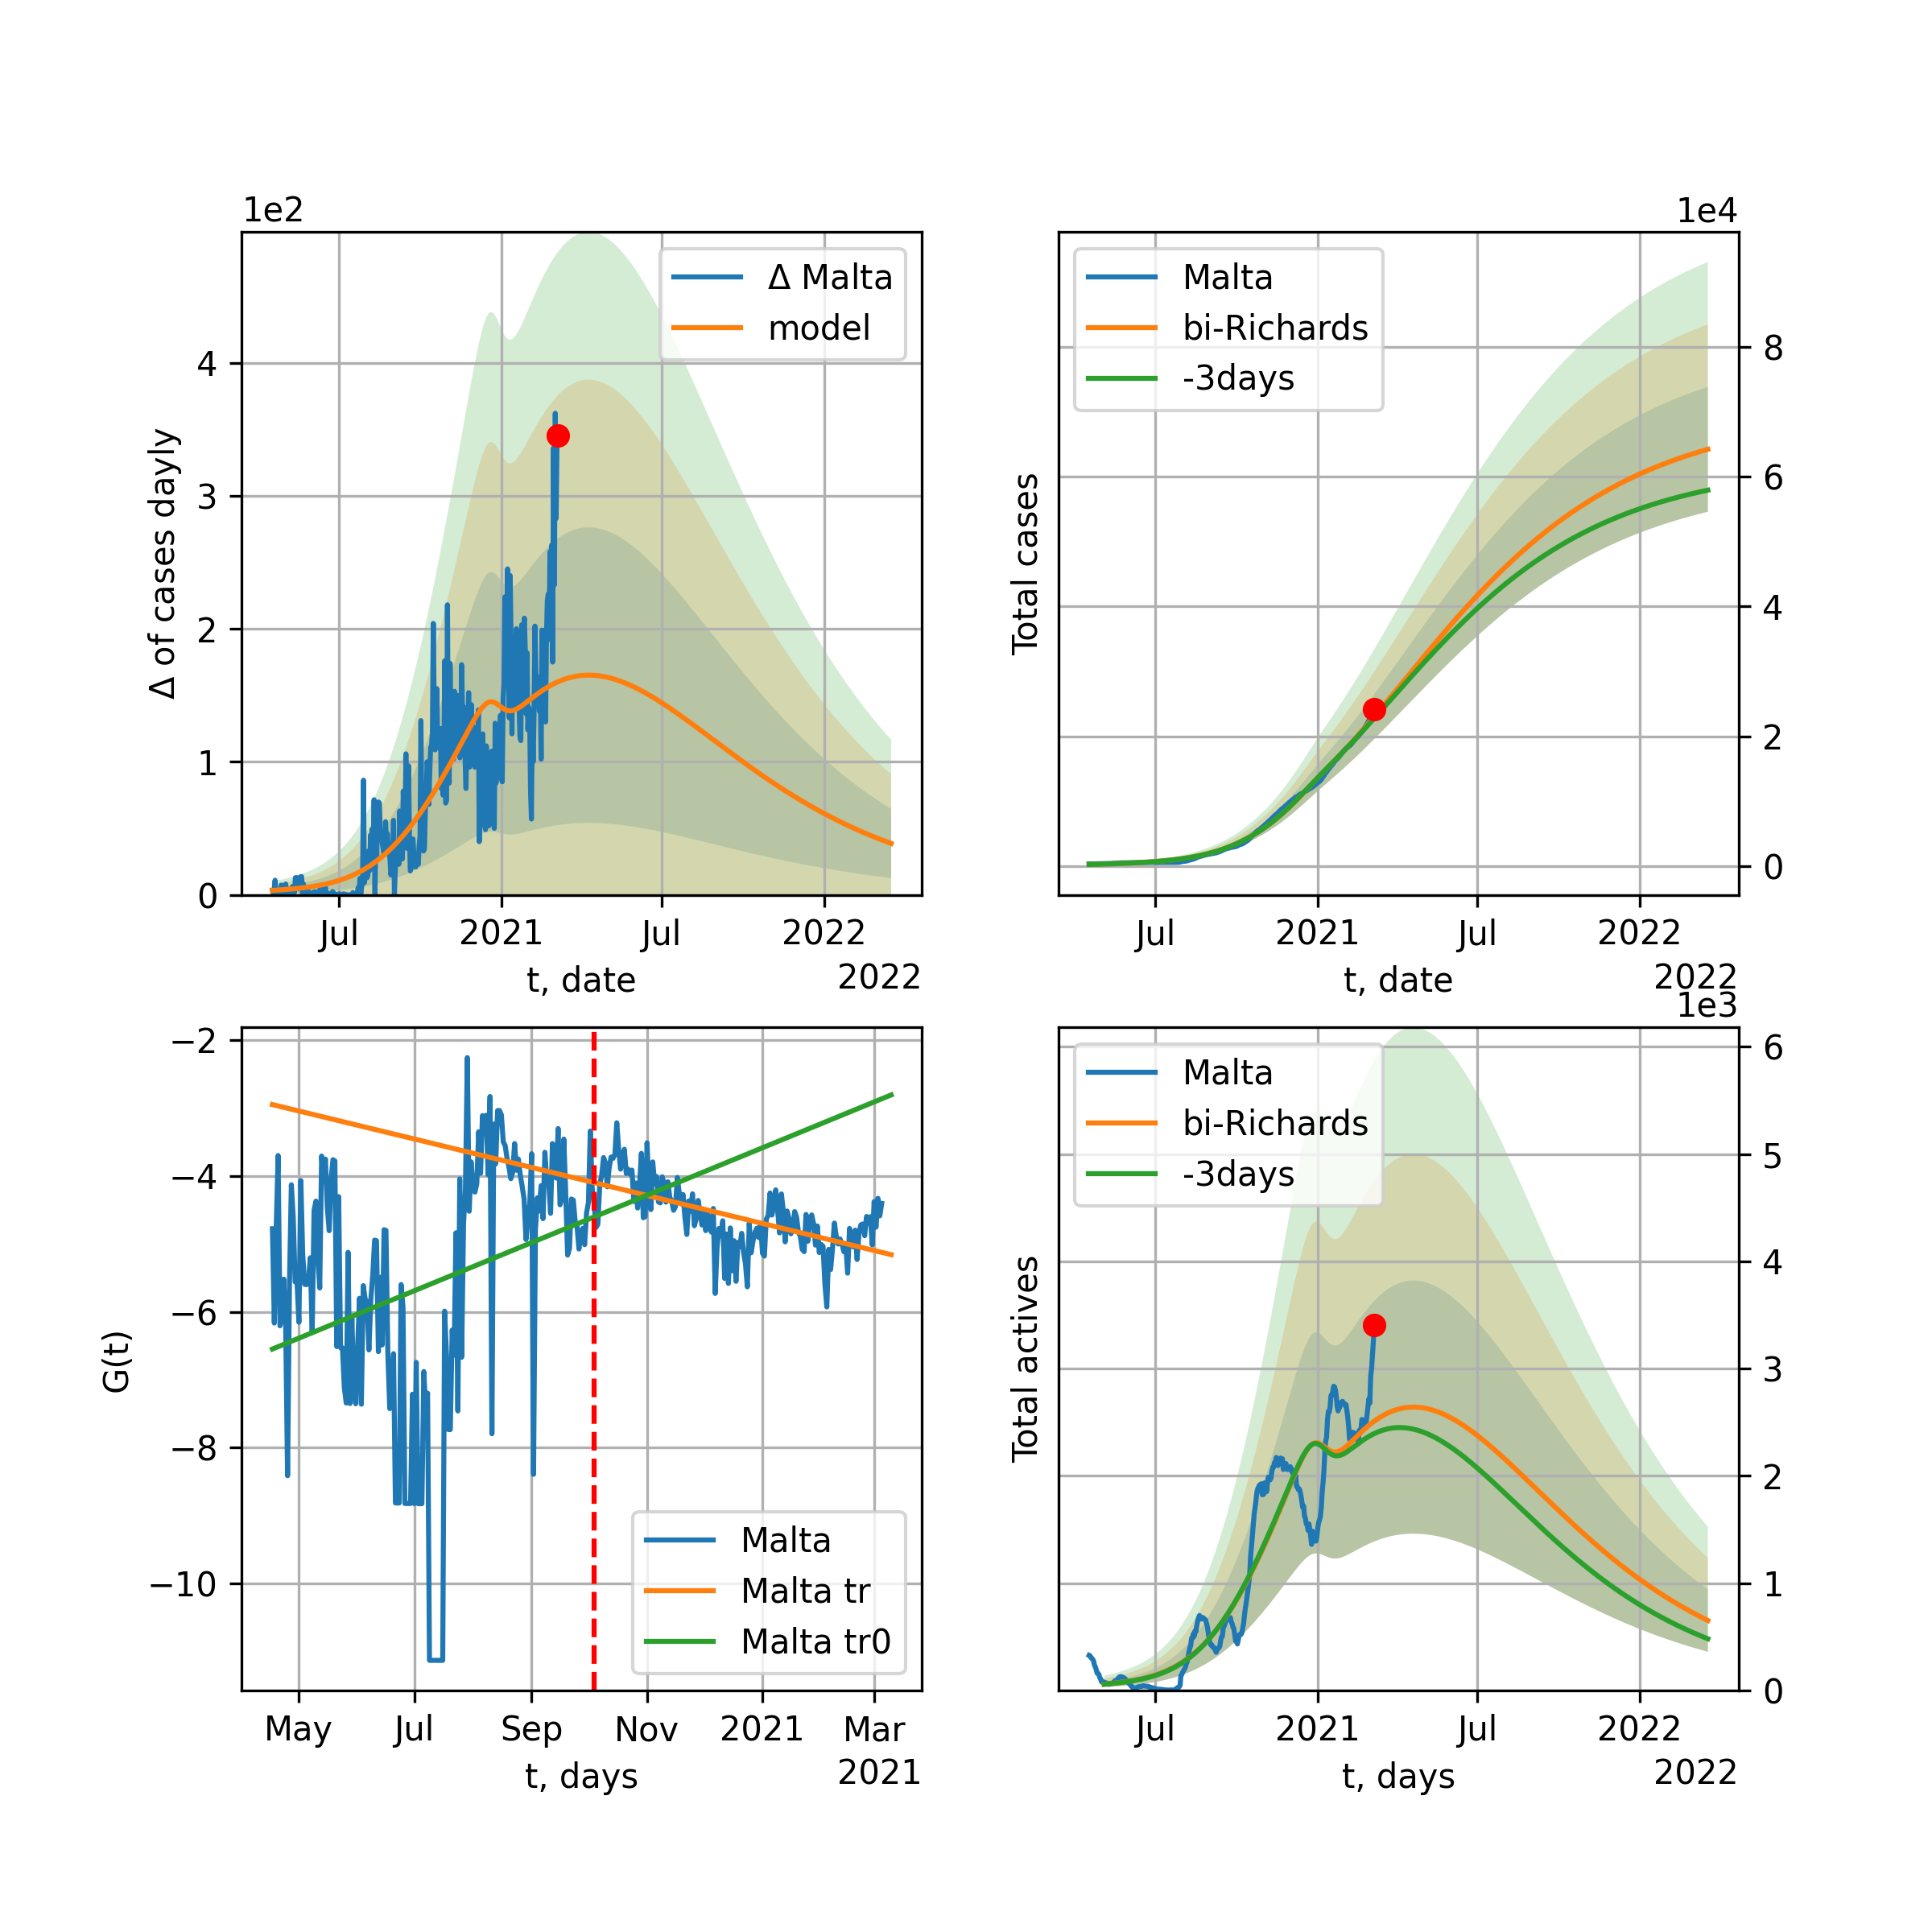 1e2
Δ Malta
model
4
3
2
1
0
Δ of cases dayly
Jul
2021
Jul
2022
t, date
2022
1e4
Malta
bi-Richards
-3days
8
6
4
2
0
Total cases
Jul
2021
Jul
2022
t, date
2022
−2
−4
−6
−8
−10
G(t)
Malta
Malta tr
Malta tr0
May
Jul
Sep
Nov
2021
Mar
t, days
2021
1e3
Malta
bi-Richards
-3days
6
5
4
3
2
1
0
Total actives
Jul
2021
Jul
2022
t, days
2022